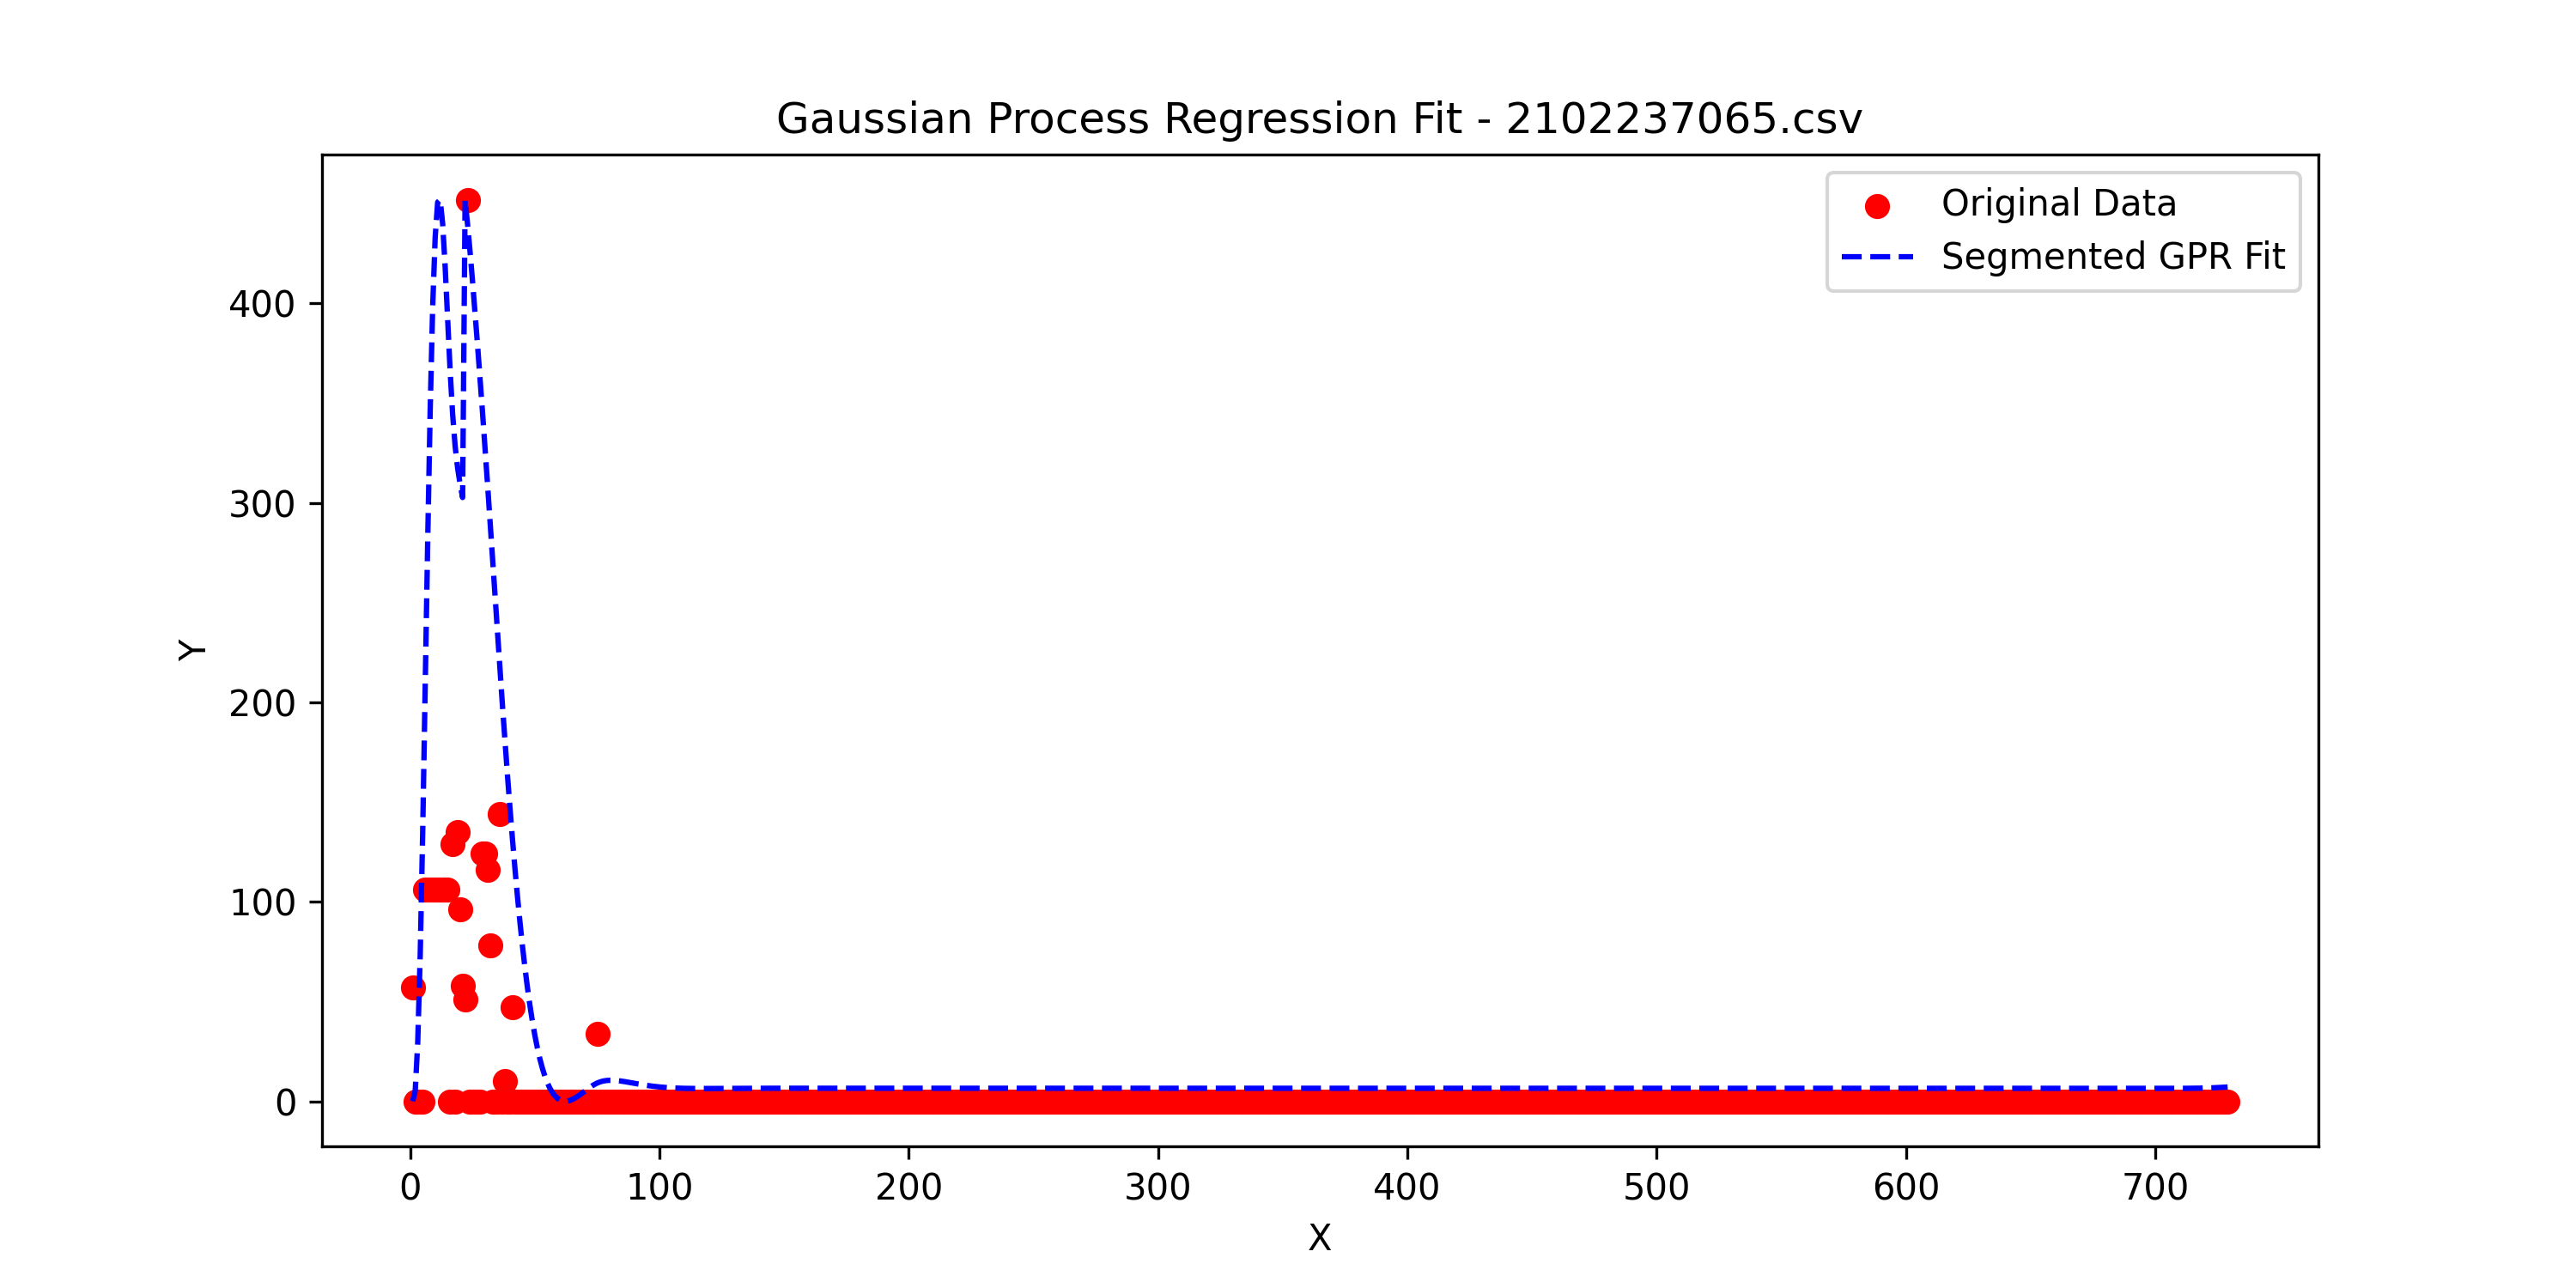 Gaussian Process Regression Fit - 2102237065.csv
Original Data
Segmented GPR Fit
400
300
200
100
0
Y
0 100 200 300 400 500 600 700
X